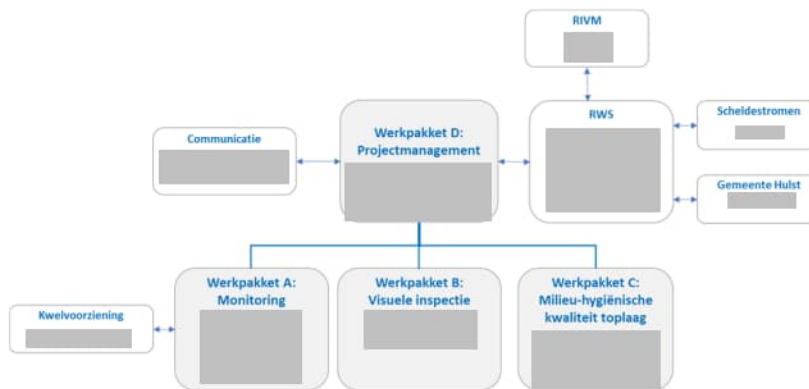 RIVM
RWS
Scheldestromen
Communicatie
Werkpakket D:
Projectmanagement
Gemeente Hulst
Werkpakket A:
Monitoring
Werkpakket B:
Visuele inspectie
Werkpakket C:
Milieu-hygiënische
kwaliteit toplaag
Kwelvoorziening